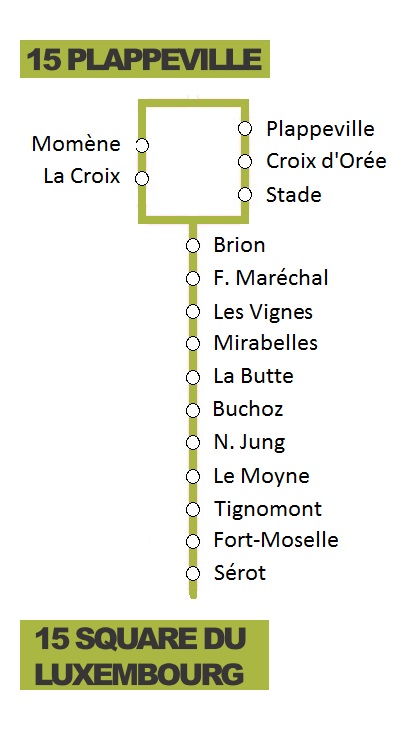 15 PLAPPEVILLE
Momène
La Croix
Plappeville
Croix d'Orée
Stade
Brion
F. Maréchal
Les Vignes
Mirabelles
La Butte
Buchoz
N. Jung
Le Moyne
Tignomont
Fort-Moselle
Sérot
15 SQUARE DU
LUXEMBOURG